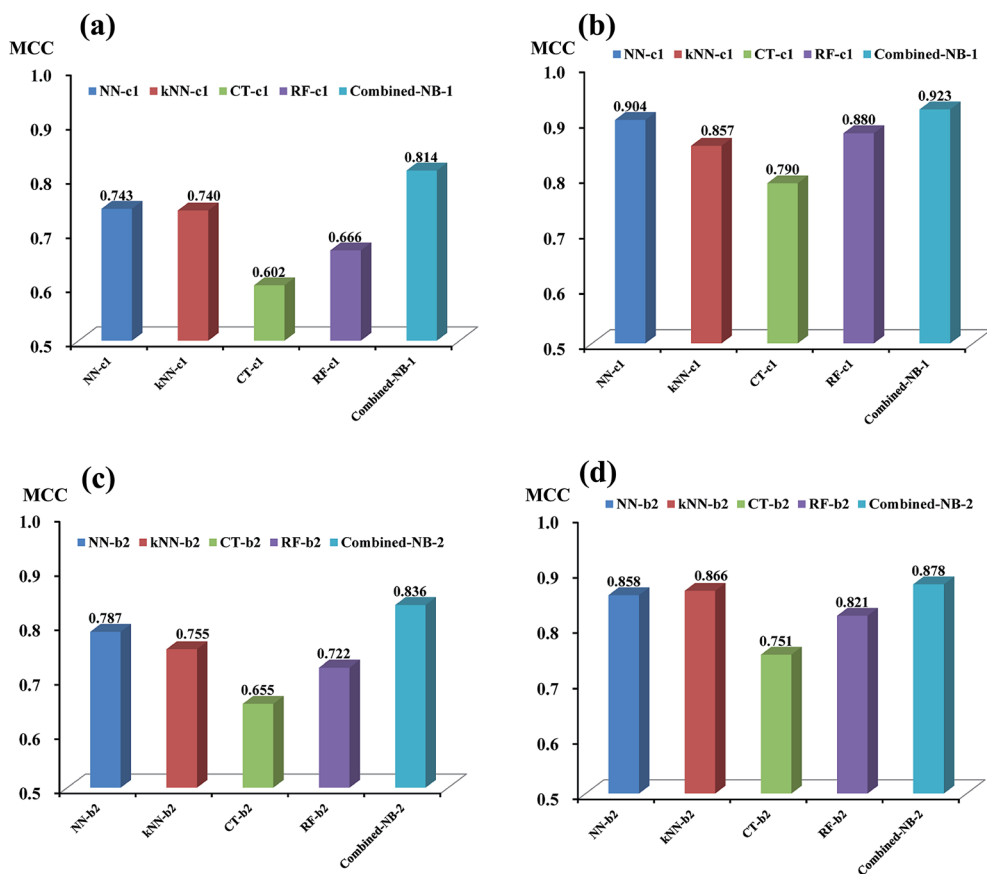 (a)
MCC
NN-c1 kNN-c1 CT-c1 RF-c1 Combined-NB-1
1.0
0.9
0.8
0.7
0.6
0.5
0.743
0.740
0.602
0.666
0.814
NN-c1
kNN-c1
CT-c1
RF-c1
Combined-NB-1
(b)
MCC
NN-c1 kNN-c1 CT-c1 RF-c1 Combined-NB-1
1.0
0.9
0.8
0.7
0.6
0.5
0.904
0.857
0.790
0.880
0.923
NN-c1
kNN-c1
CT-c1
RF-c1
Combined-NB-1
(c)
MCC
NN-b2 kNN-b2 CT-b2 RF-b2 Combined-NB-2
1.0
0.9
0.8
0.7
0.6
0.5
0.787
0.755
0.655
0.722
0.836
NN-b2
kNN-b2
CT-b2
RF-b2
Combined-NB-2
(d)
MCC
NN-b2 kNN-b2 CT-b2 RF-b2 Combined-NB-2
1.0
0.9
0.8
0.7
0.6
0.5
0.858
0.866
0.751
0.821
0.878
NN-b2
kNN-b2
CT-b2
RF-b2
Combined-NB-2